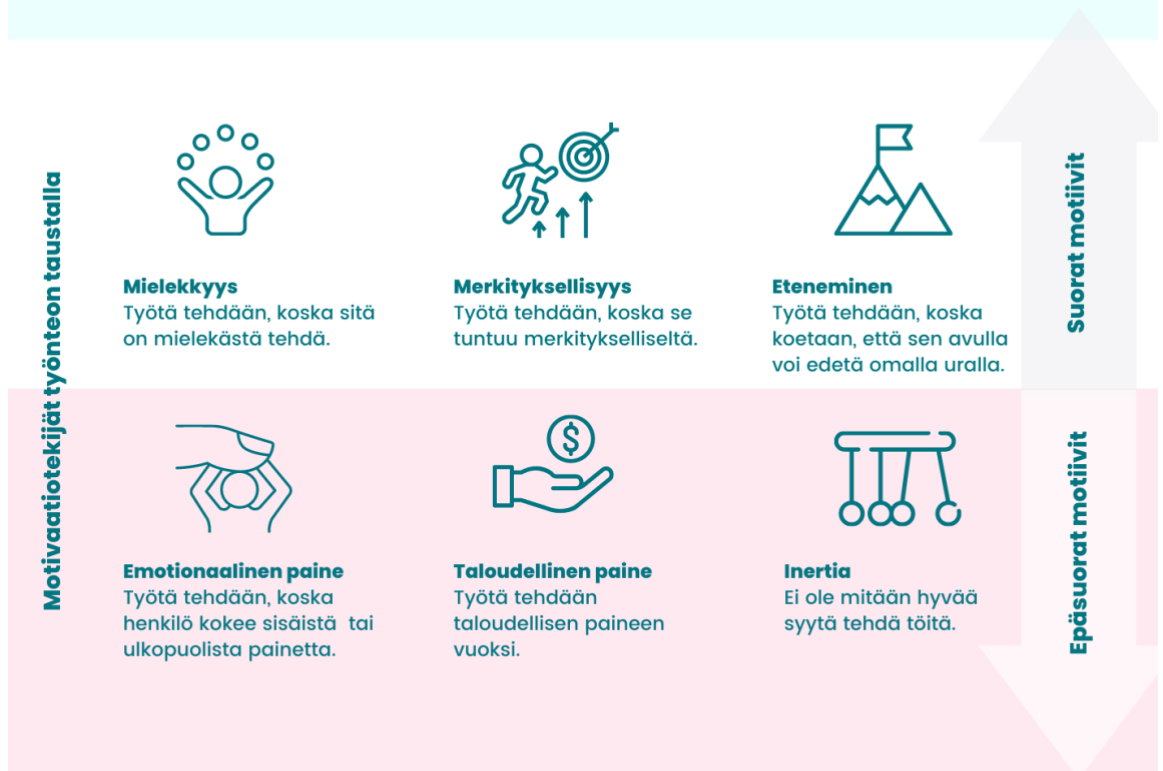 Motivaatiotekijät työnteon taustalla
Mielekkyys
Työtä tehdään, koska sitä
on mielekästä tehdä.
Merkityksellisyys
Työtä tehdään, koska se
tuntuu merkitykselliseltä.
Eteneminen
Työtä tehdään, koska
koetaan, että sen avulla
voi edetä omalla uralla.
Suorat motiivit
$
Emotionaalinen paine
Työtä tehdään, koska
henkilö kokee sisäistä  tai
ulkopuolista painetta.
Taloudellinen paine
Työtä tehdään
taloudellisen paineen
vuoksi.
Inertia
Ei ole mitään hyvää
syytä tehdä töitä.
Epäsuorat motiivit